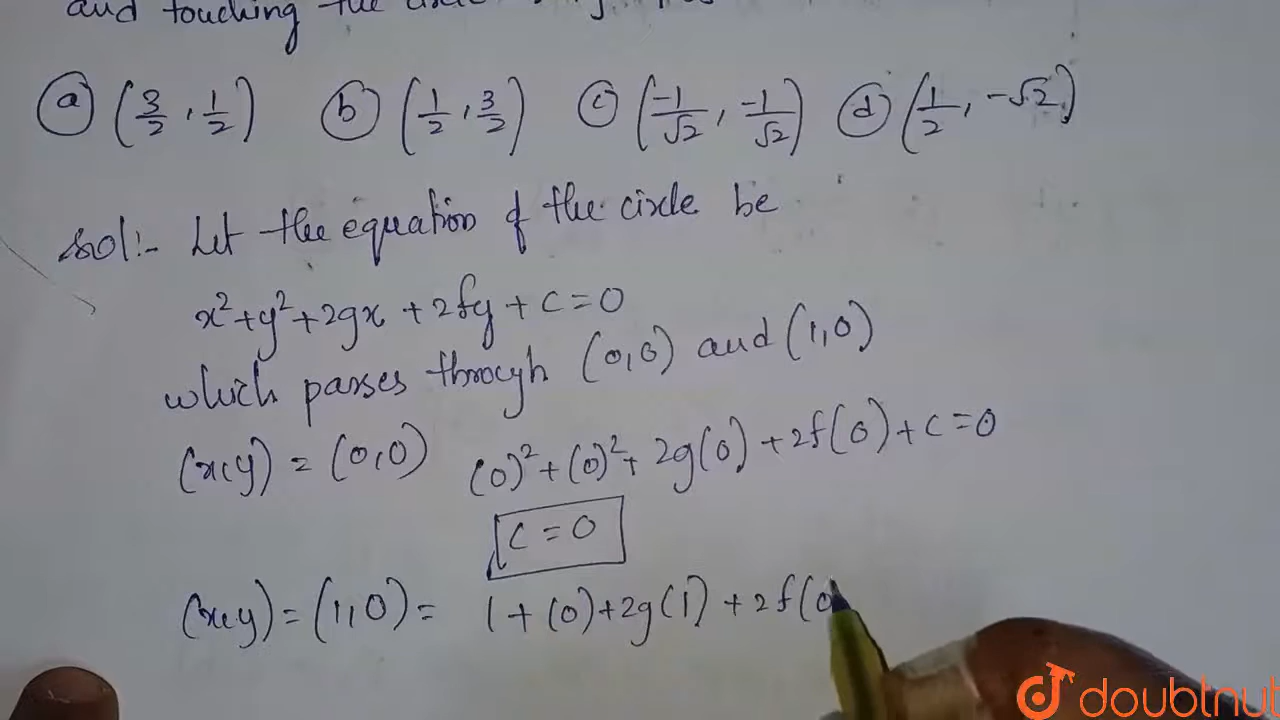 and touching the
(a) (3/2, 1/2) (b) (1/2, 3/2) (c) (-1/√2, -1/√2) (d) (1/2, -√2)
Sol:- Let the equation of the circle be
x²+y²+2gx+2fy+c=0
which passes through (0,0) and (1,0)
(x,y) = (0,0) (0)²+(0)²+2g(0)+2f(0)+c=0
c=0
(x,y)=(1,0)= 1+(0)+2g(1)+2f(0
doubtnut